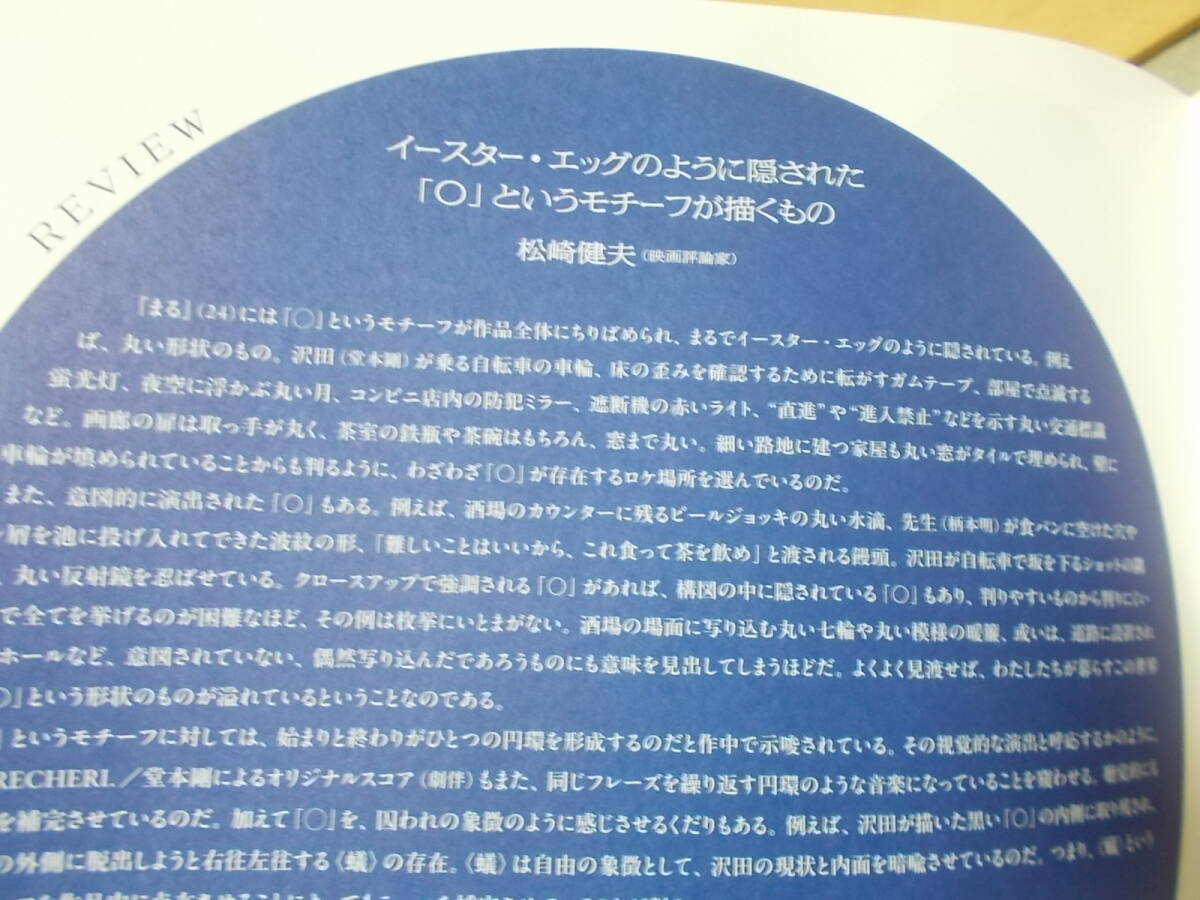 REVIEW
イースター・エッグのように隠された
「〇」というモチーフが描くもの
松崎健夫（映画評論家）
『まる』（24）には「〇」というモチーフが作品全体にちりばめられ、まるでイースター・エッグのように隠されている。例え
ば、丸い形状のもの。沢田（堂本剛）が乗る自転車の車輪、床の歪みを確認するために転がすガムテープ、部屋で点滅する
蛍光灯、夜空に浮かぶ丸い月、コンビニ店内の防犯ミラー、遮断機の赤いライト、“直進”や“進入禁止”などを示す丸い交通標識
など。画廊の扉は取っ手が丸く、茶室の鉄瓶や茶碗はもちろん、窓まで丸い。細い路地に建つ家屋も丸い窓がタイルで埋められ、壁に
車輪が填められていることからも判るように、わざわざ「〇」が存在するロケ場所を選んでいるのだ。
また、意図的に演出された「〇」もある。例えば、酒場のカウンターに残るビールジョッキの丸い水滴、先生（柄本明）が食パンに空けた穴や
屑を池に投げ入れてできた波紋の形、「難しいことはいいから、これ食って茶を飲め」と渡される饅頭。沢田が自転車で坂を下るショットの
、丸い反射鏡を忍ばせている。クロースアップで強調される「〇」があれば、構図の中に隠されている「〇」もあり、判りやすいものから判りにくい
で全てを挙げるのが困難なほど、その例は枚挙にいとまがない。酒場の場面に写り込む丸い七輪や丸い模様の暖簾、或いは、道路に設置され
ホールなど、意図されていない、偶然写り込んだであろうものにも意味を見出してしまうほどだ。よくよく見渡せば、わたしたちが暮らすこの世界
〇」という形状のものが溢れているということなのである。
」というモチーフに対しては、始まりと終わりがひとつの円環を形成するのだと作中で示唆されている。その視覚的な演出と呼応するかのように、
RECHERI.／堂本剛によるオリジナルスコア（劇伴）もまた、同じフレーズを繰り返す円環のような音楽になっていることを窺わせる。聴覚的にも
を補完させているのだ。加えて「〇」を、囚われの象徴のように感じさせるくだりもある。例えば、沢田が描いた黒い「〇」の内側に取り残され、
の外側に脱出しようと右往左往する〈蟻〉の存在。〈蟻〉は自由の象徴として、沢田の現状と内面を暗喩させているのだ。つまり、〈蟻〉という